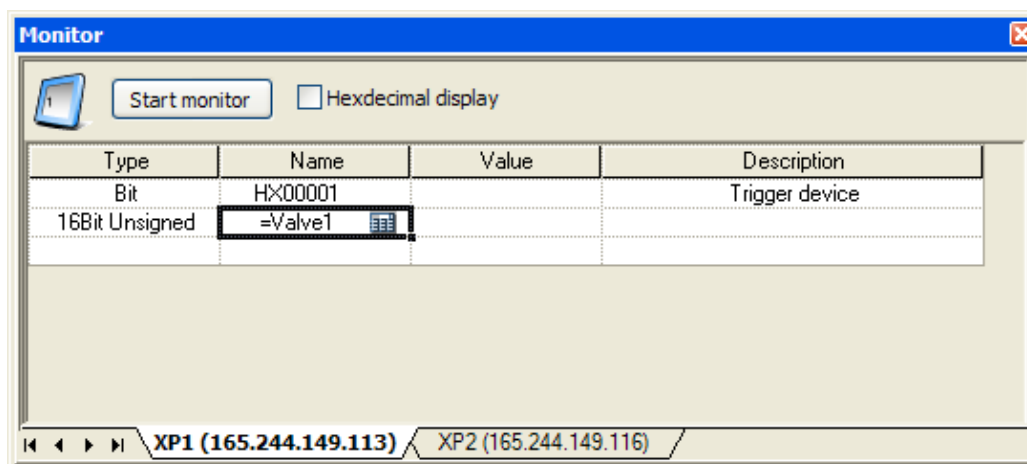 Monitor
1
Start monitor Hexdecimal display
Type Name Value Description
Bit HX00001 Trigger device
16Bit Unsigned =Valve1
XP1 (165.244.149.113) XP2 (165.244.149.116)